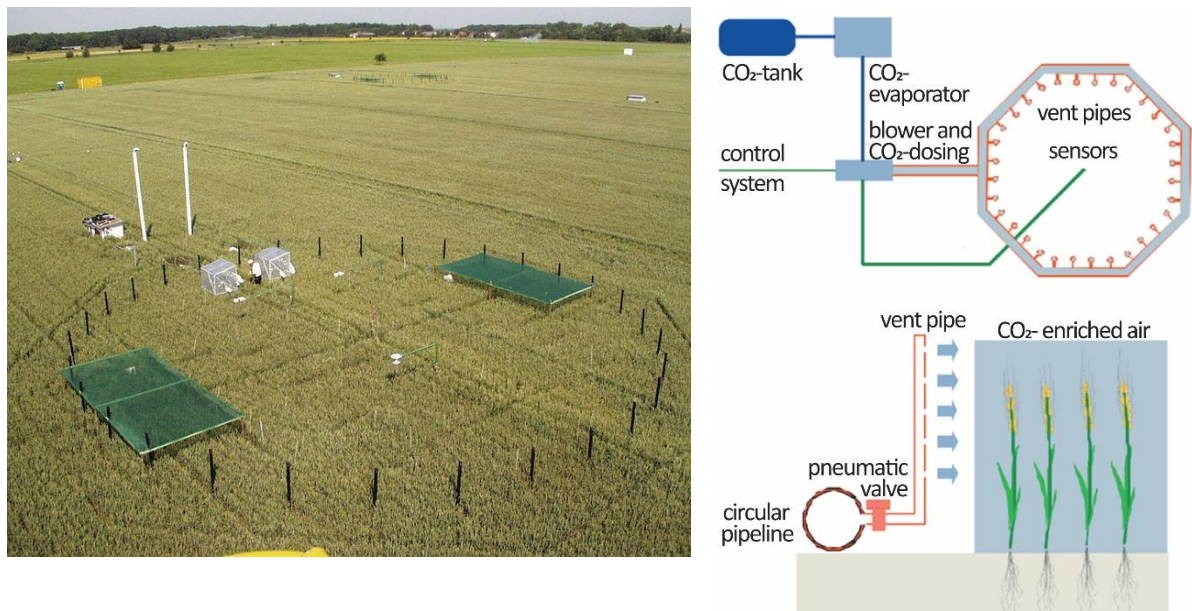 CO₂-tank
CO₂-
evaporator
blower and
CO₂-dosing
control
system
vent pipes
sensors
vent pipe
CO₂- enriched air
pneumatic
valve
circular
pipeline